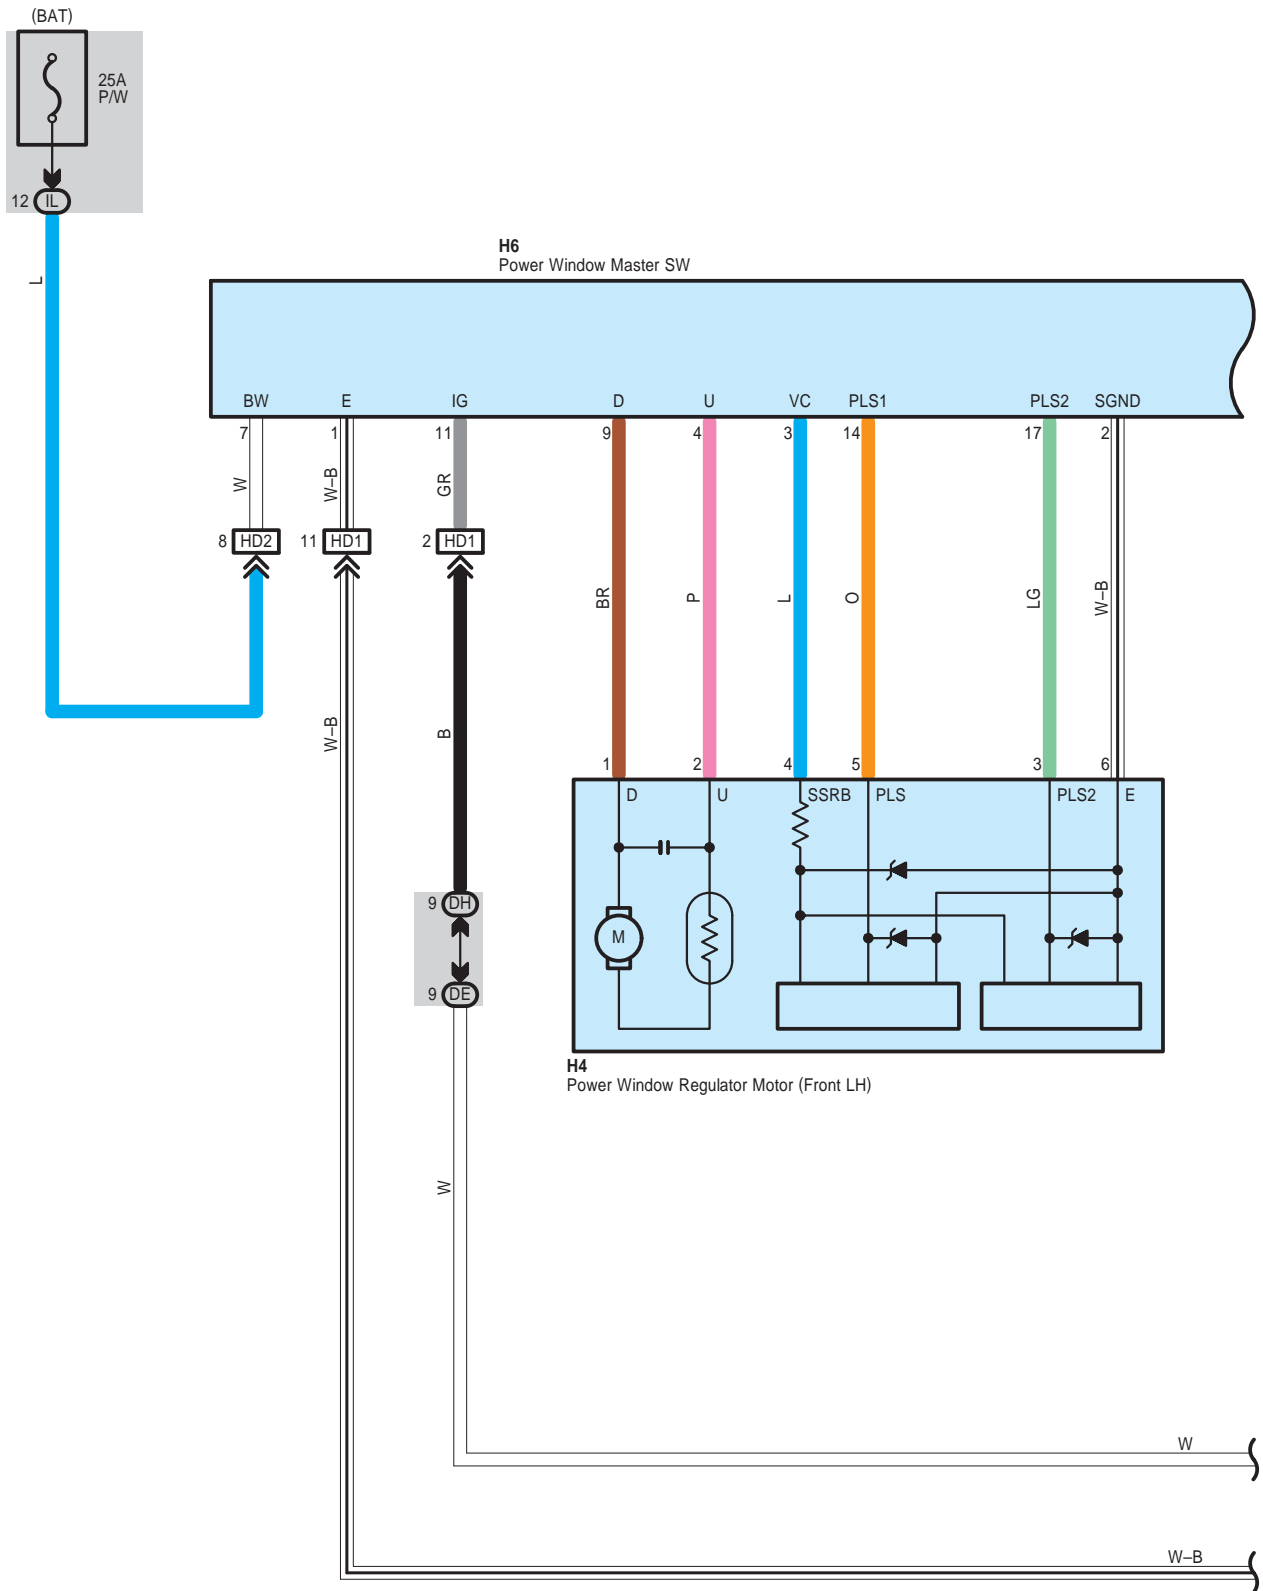 (BAT)
25A
P/W
12 IL
L
H6
Power Window Master SW
BW E IG D U VC PLS1 PLS2 SGND
7 1 11 9 4 3 14 17 2
W W–B GR
8 HD2 11 HD1 2 HD1
BR P L O LG W–B
W–B B
1 2 4 5 3 6
D U SSRB PLS PLS2 E
9 DH
M
9 DE
H4
Power Window Regulator Motor (Front LH)
W
W
W–B